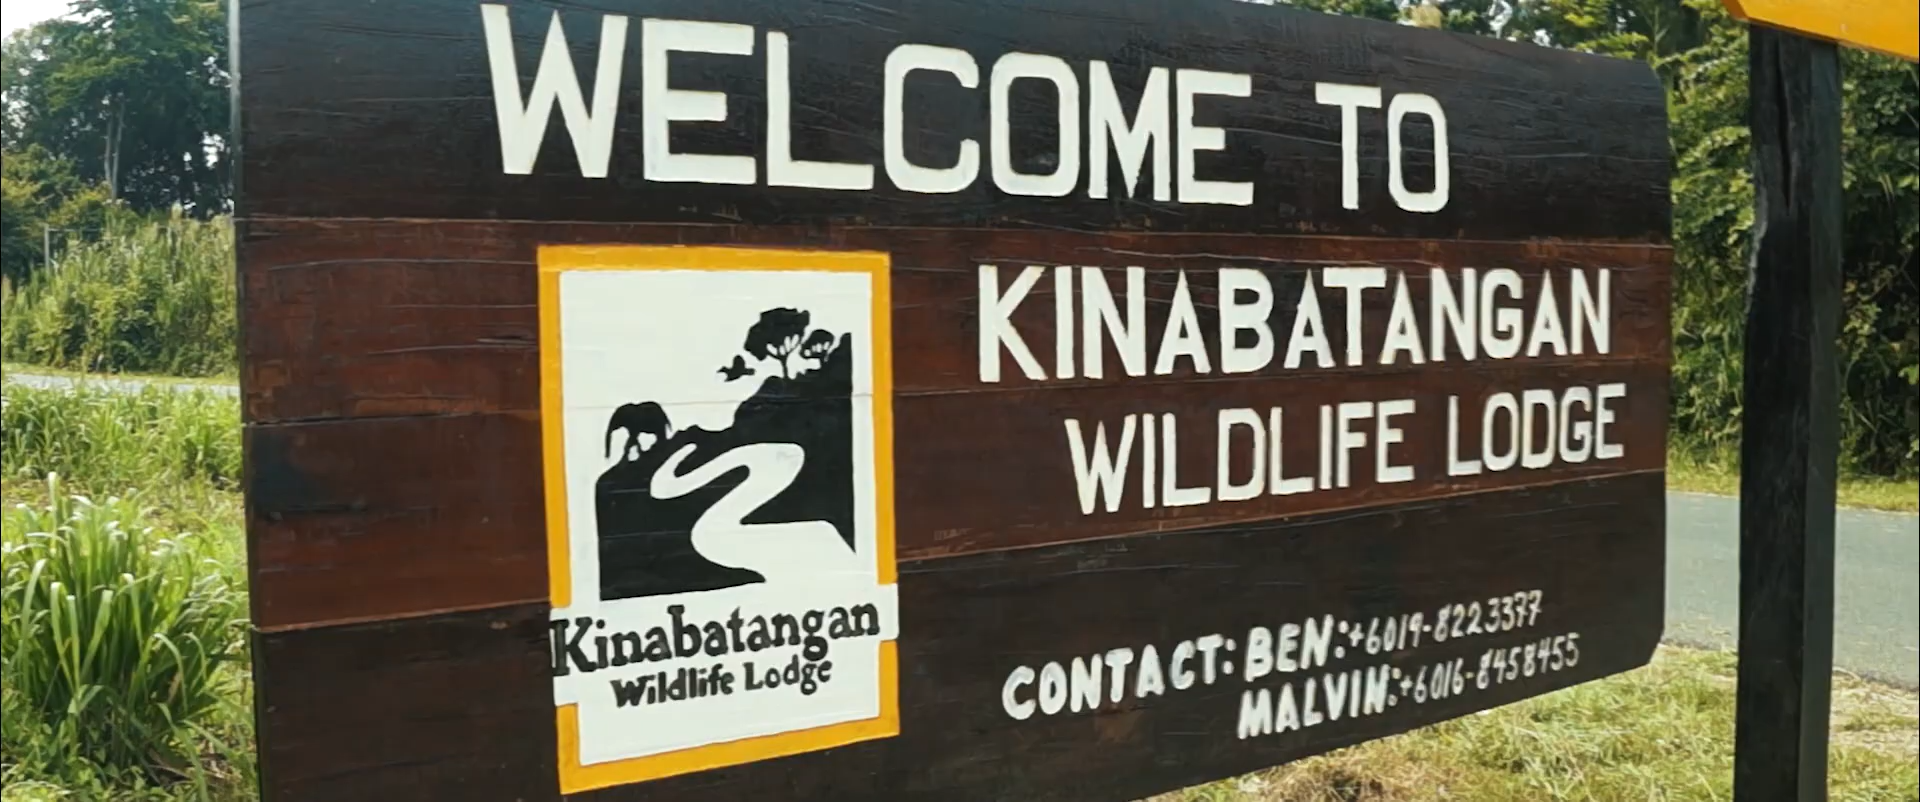 WELCOME TO
KINABATANGAN
WILDLIFE LODGE
Kinabatangan
Wildlife Lodge
CONTACT: BEN:+6019-8223377
MALVIN:+6016-8458455